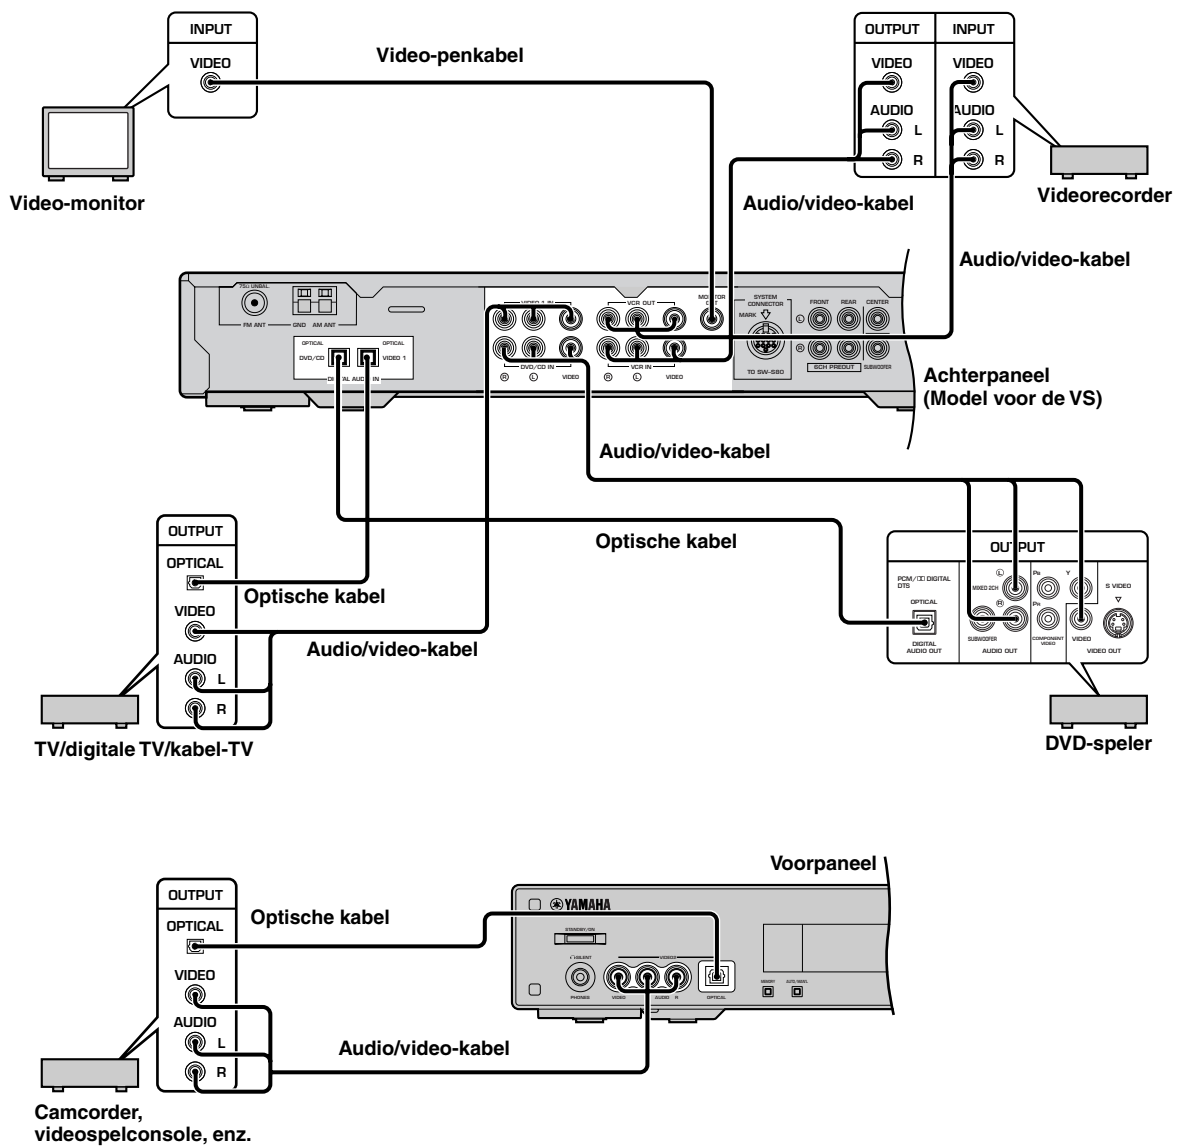 INPUT
VIDEO
Video-penkabel
Video-monitor
OUTPUT
INPUT
VIDEO
VIDEO
AUDIO
AUDIO
L
L
R
R
Videorecorder
Audio/video-kabel
Audio/video-kabel
75Ω UNBAL.
FM ANT
GND
AM ANT
OPTICAL
OPTICAL
DVD/CD
VIDEO 1
DIGITAL AUDIO IN
VIDEO 1 IN
DVD/CD IN
R
L
VIDEO
VCR OUT
VCR IN
R
L
VIDEO
MONITOR
OUT
SYSTEM
CONNECTOR
MARK
TO SW-S80
FRONT
REAR
CENTER
L
R
6CH PREOUT
SUBWOOFER
Achterpaneel
(Model voor de VS)
Audio/video-kabel
Optische kabel
OUTPUT
OPTICAL
VIDEO
AUDIO
L
R
Optische kabel
Audio/video-kabel
TV/digitale TV/kabel-TV
OUTPUT
PCM/DD DIGITAL
DTS
OPTICAL
DIGITAL
AUDIO OUT
L
MIXED 2CH
R
SUBWOOFER
AUDIO OUT
PB
PR
COMPONENT
VIDEO
Y
VIDEO
S VIDEO
VIDEO OUT
DVD-speler
Voorpaneel
OUTPUT
OPTICAL
VIDEO
AUDIO
L
R
Optische kabel
Audio/video-kabel
Camcorder,
videospelconsole, enz.
YAMAHA
STANDBY/ON
SILENT
PHONES
VIDEO2
VIDEO
AUDIO
R
OPTICAL
MEMORY
AUTO/MAN'L